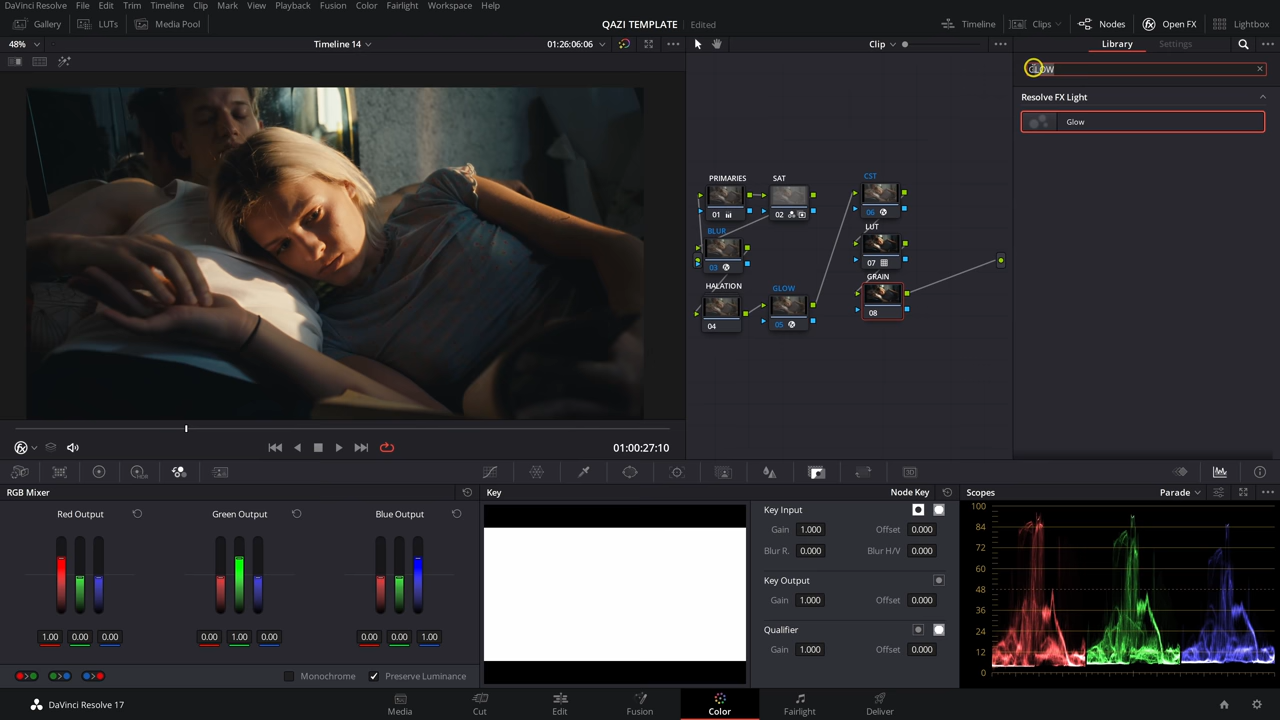 DaVinci Resolve File Edit Trim Timeline Clip Mark View Playback Fusion Color Fairlight Workspace Help
Gallery LUTs Media Pool QAZI TEMPLATE Edited Timeline Clips Nodes Open FX Lightbox
48% Timeline 14 01:26:06:06 Clip Library Settings
GLOW
Resolve FX Light
Glow
PRIMARIES SAT CST
01 02 06
BLUR LUT
03 07
HALATION GLOW GRAIN
04 05 08
01:00:27:10
RGB Mixer Key Node Key Scopes Parade
Red Output Green Output Blue Output
1.00 0.00 0.00 0.00 1.00 0.00 0.00 0.00 1.00
Monochrome Preserve Luminance
Key Input
Gain 1.000 Offset 0.000
Blur R. 0.000 Blur H/V 0.000
Key Output
Gain 1.000 Offset 0.000
Qualifier
Gain 1.000 Offset 0.000
100
84
72
60
48
36
24
12
0
DaVinci Resolve 17 Media Cut Edit Fusion Color Fairlight Deliver